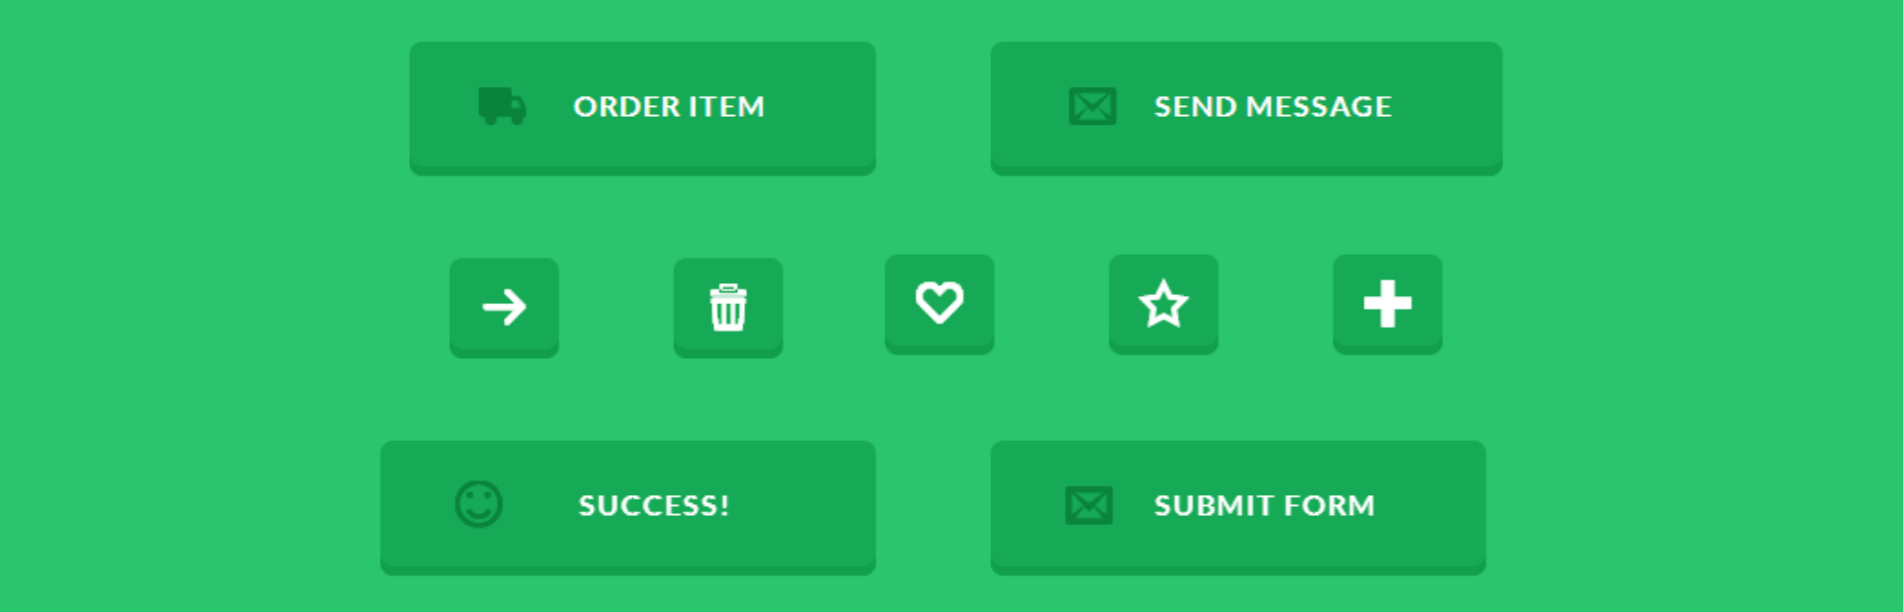 ORDER ITEM
SEND MESSAGE
SUCCESS!
SUBMIT FORM